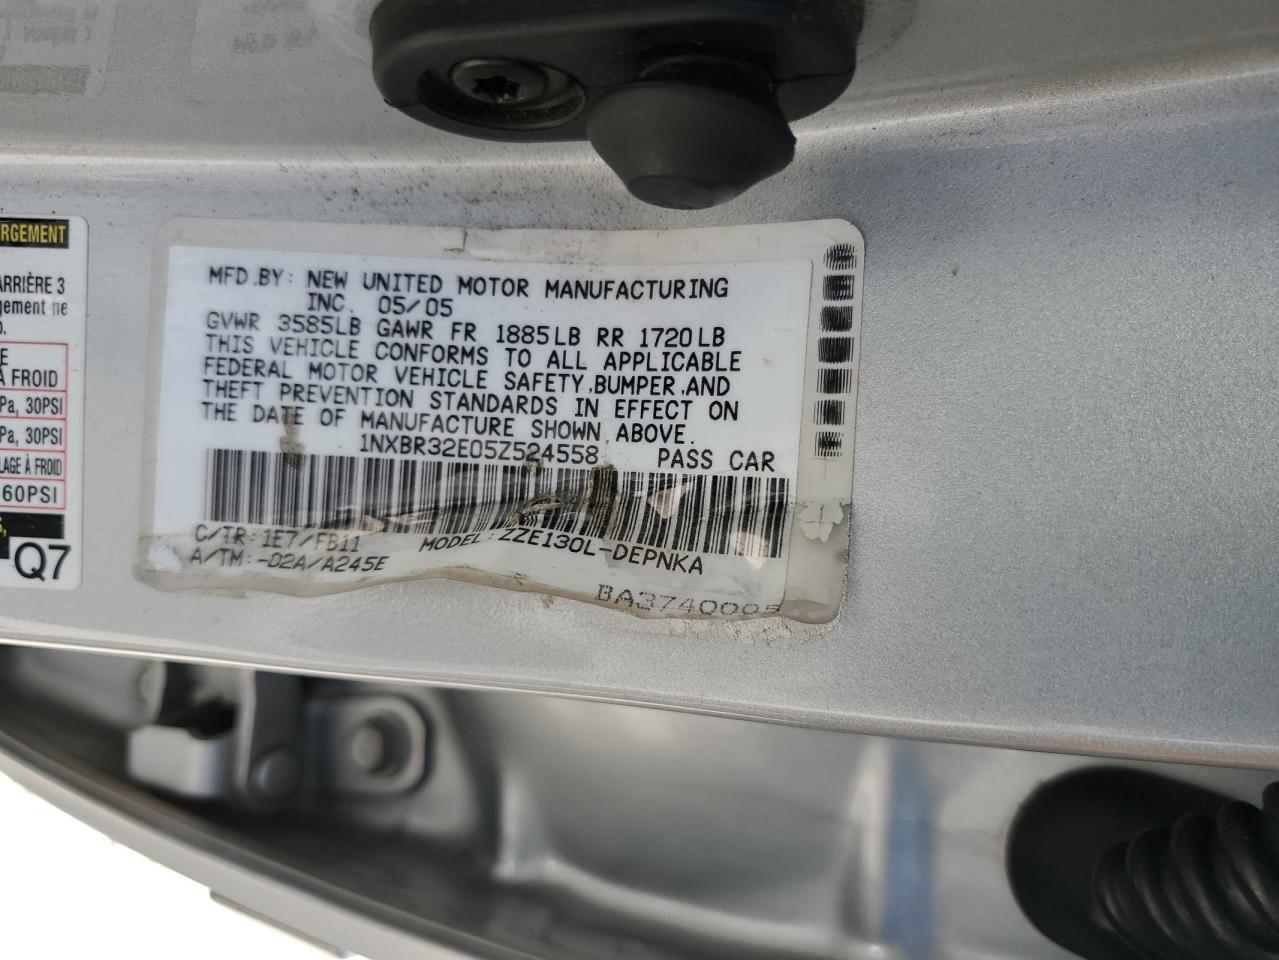 RGEMENT
ARRIÈRE 3
gement ne
E
À FROID
Pa, 30PSI
Pa, 30PSI
LAGE À FROID
60PSI
Q7
MFD.BY: NEW UNITED MOTOR MANUFACTURING
INC. 05/05
GVWR 3585LB GAWR FR 1885LB RR 1720LB
THIS VEHICLE CONFORMS TO ALL APPLICABLE
FEDERAL MOTOR VEHICLE SAFETY,BUMPER,AND
THEFT PREVENTION STANDARDS IN EFFECT ON
THE DATE OF MANUFACTURE SHOWN ABOVE.
1NXBR32E05Z524558 PASS CAR
C/TR:1E7/FB11 MODEL:ZZE130L-DEPNKA
A/TM:-02A/A245E
BA3740005